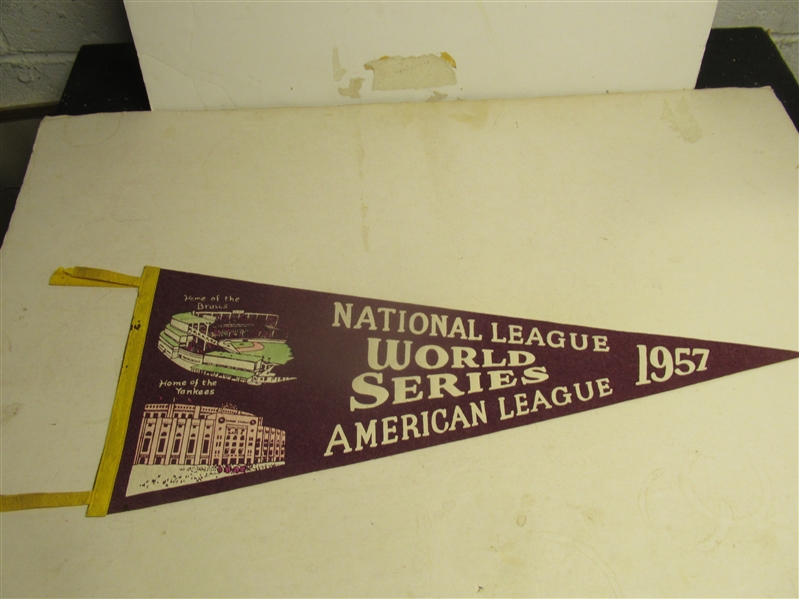 Home of the
Braves
Home of the
Yankees
NATIONAL LEAGUE
WORLD
SERIES
AMERICAN LEAGUE
1957